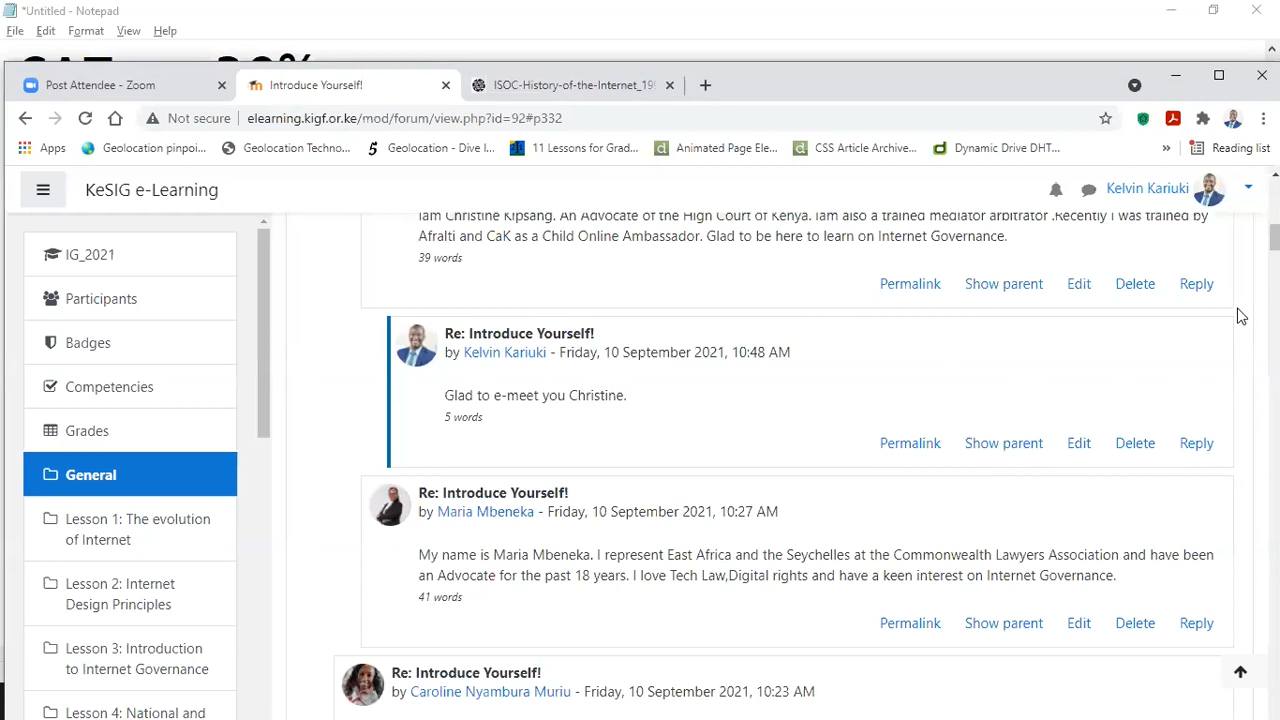 *Untitled - Notepad
File Edit Format View Help
Post Attendee - Zoom
Introduce Yourself!
ISOC-History-of-the-Internet_199
Not secure elearning.kigf.or.ke/mod/forum/view.php?id=92#p332
Apps Geolocation pinpoi... Geolocation Techno... Geolocation - Dive I... 11 Lessons for Grad... Animated Page Ele... CSS Article Archive... Dynamic Drive DHT... » Reading list
KeSIG e-Learning
Kelvin Kariuki
IG_2021
Participants
Badges
Competencies
Grades
General
Lesson 1: The evolution
of Internet
Lesson 2: Internet
Design Principles
Lesson 3: Introduction
to Internet Governance
Lesson 4: National and
Iam Christine Kipsang. An Advocate of the High Court of Kenya. Iam also a trained mediator arbitrator .Recently I was trained by
Afralti and CaK as a Child Online Ambassador. Glad to be here to learn on Internet Governance.
39 words
Permalink Show parent Edit Delete Reply
Re: Introduce Yourself!
by Kelvin Kariuki - Friday, 10 September 2021, 10:48 AM
Glad to e-meet you Christine.
5 words
Permalink Show parent Edit Delete Reply
Re: Introduce Yourself!
by Maria Mbeneka - Friday, 10 September 2021, 10:27 AM
My name is Maria Mbeneka. I represent East Africa and the Seychelles at the Commonwealth Lawyers Association and have been
an Advocate for the past 18 years. I love Tech Law,Digital rights and have a keen interest on Internet Governance.
41 words
Permalink Show parent Edit Delete Reply
Re: Introduce Yourself!
by Caroline Nyambura Muriu - Friday, 10 September 2021, 10:23 AM